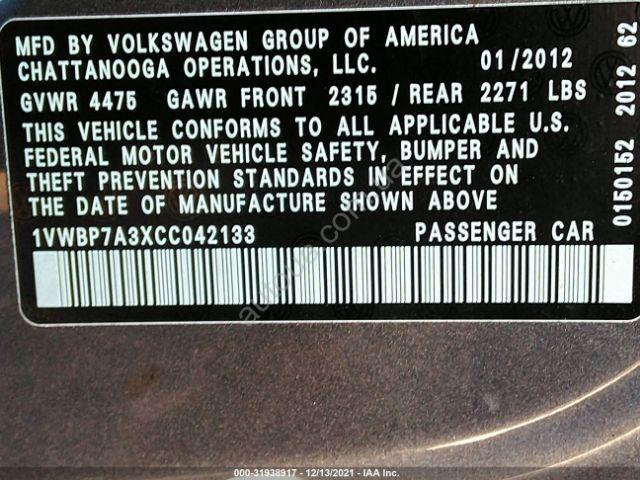 MFD BY VOLKSWAGEN GROUP OF AMERICA
CHATTANOOGA OPERATIONS, LLC. 01/2012
GVWR 4475 GAWR FRONT 2315 / REAR 2271 LBS
THIS VEHICLE CONFORMS TO ALL APPLICABLE U.S.
FEDERAL MOTOR VEHICLE SAFETY, BUMPER AND
THEFT PREVENTION STANDARDS IN EFFECT ON
THE DATE OF MANUFACTURE SHOWN ABOVE
1VWBP7A3XCC042133 PASSENGER CAR
0150152 2012 62
autoua.com
000-31938917 - 12/13/2021 - IAA Inc.